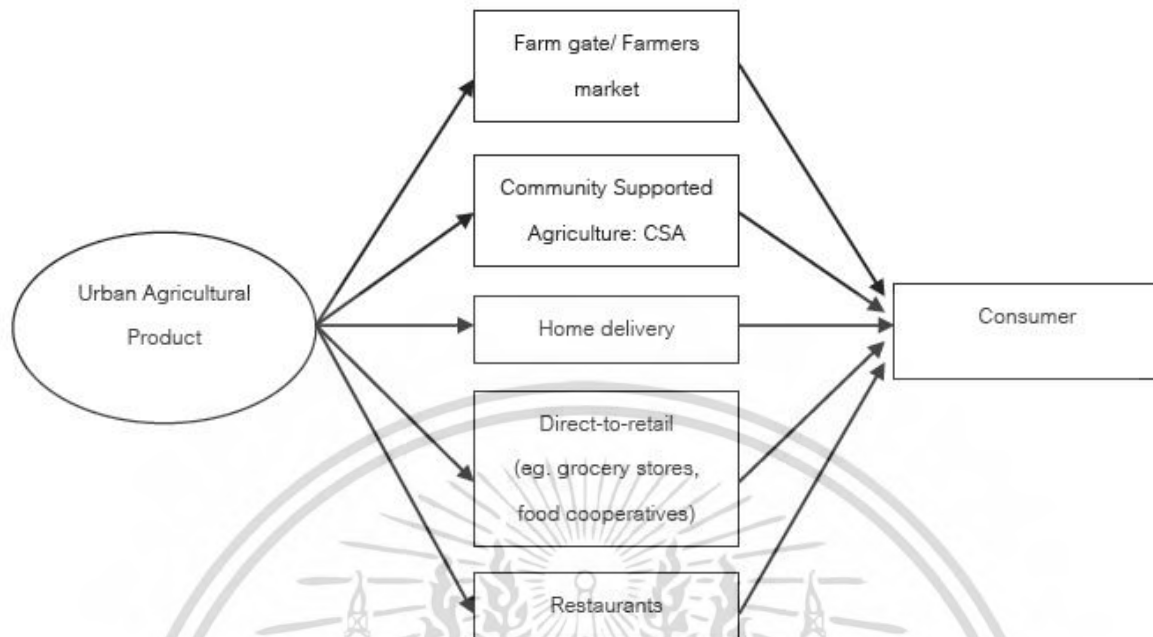 Farm gate/ Farmers
market
Community Supported
Agriculture: CSA
Urban Agricultural
Product
Home delivery
Consumer
Direct-to-retail
(eg. grocery stores,
food cooperatives)
Restaurants